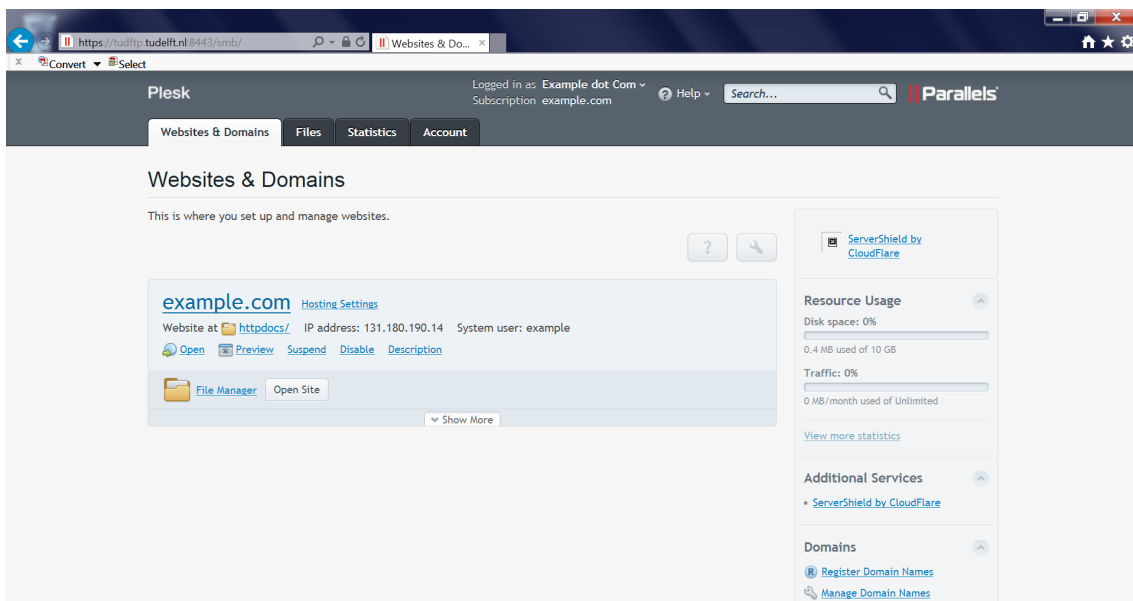 https://tudftp.tudelft.nl:8443/smb/
Websites & Do...
Convert
Select
Plesk
Logged in as Example dot Com
Subscription example.com
Help
Search...
Parallels
Websites & Domains
Files
Statistics
Account
Websites & Domains
This is where you set up and manage websites.
?
example.com Hosting Settings
Website at httpdocs/ IP address: 131.180.190.14 System user: example
Open Preview Suspend Disable Description
File Manager Open Site
Show More
ServerShield by
CloudFlare
Resource Usage
Disk space: 0%
0.4 MB used of 10 GB
Traffic: 0%
0 MB/month used of Unlimited
View more statistics
Additional Services
• ServerShield by CloudFlare
Domains
R Register Domain Names
Manage Domain Names